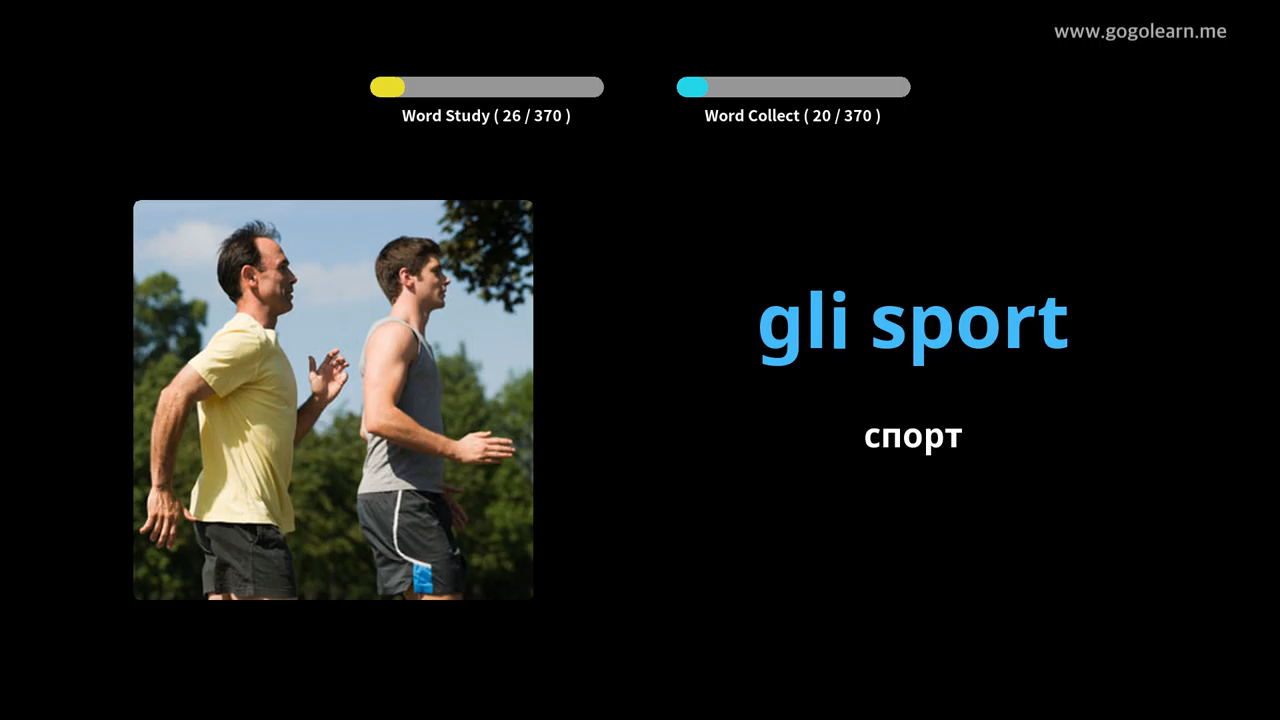 www.gogolearn.me
Word Study ( 26 / 370 )
Word Collect ( 20 / 370 )
gli sport
спорт